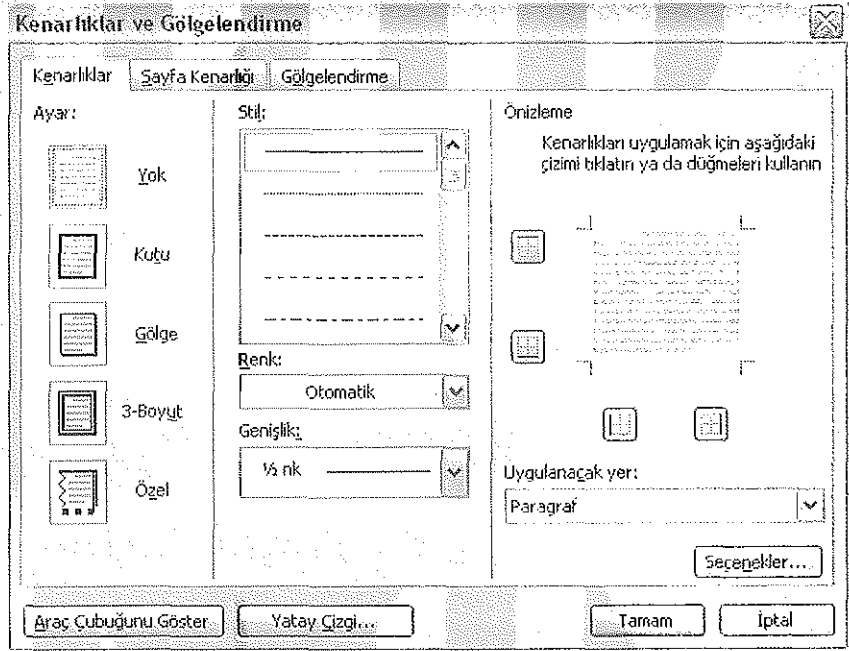 Kenarlıklar ve Gölgelendirme
Kenarlıklar
Sayfa Kenarlığı
Gölgelendirme
Ayar:
Yok
Kutu
Gölge
3-Boyut
Özel
Stil:
Renk:
Otomatik
Genişlik:
½ nk
Önizleme
Kenarlıkları uygulamak için aşağıdaki
çizimi tıklatın ya da düğmeleri kullanın
Uygulanacak yer:
Paragraf
Seçenekler...
Araç Çubuğunu Göster
Yatay Çizgi...
Tamam
İptal